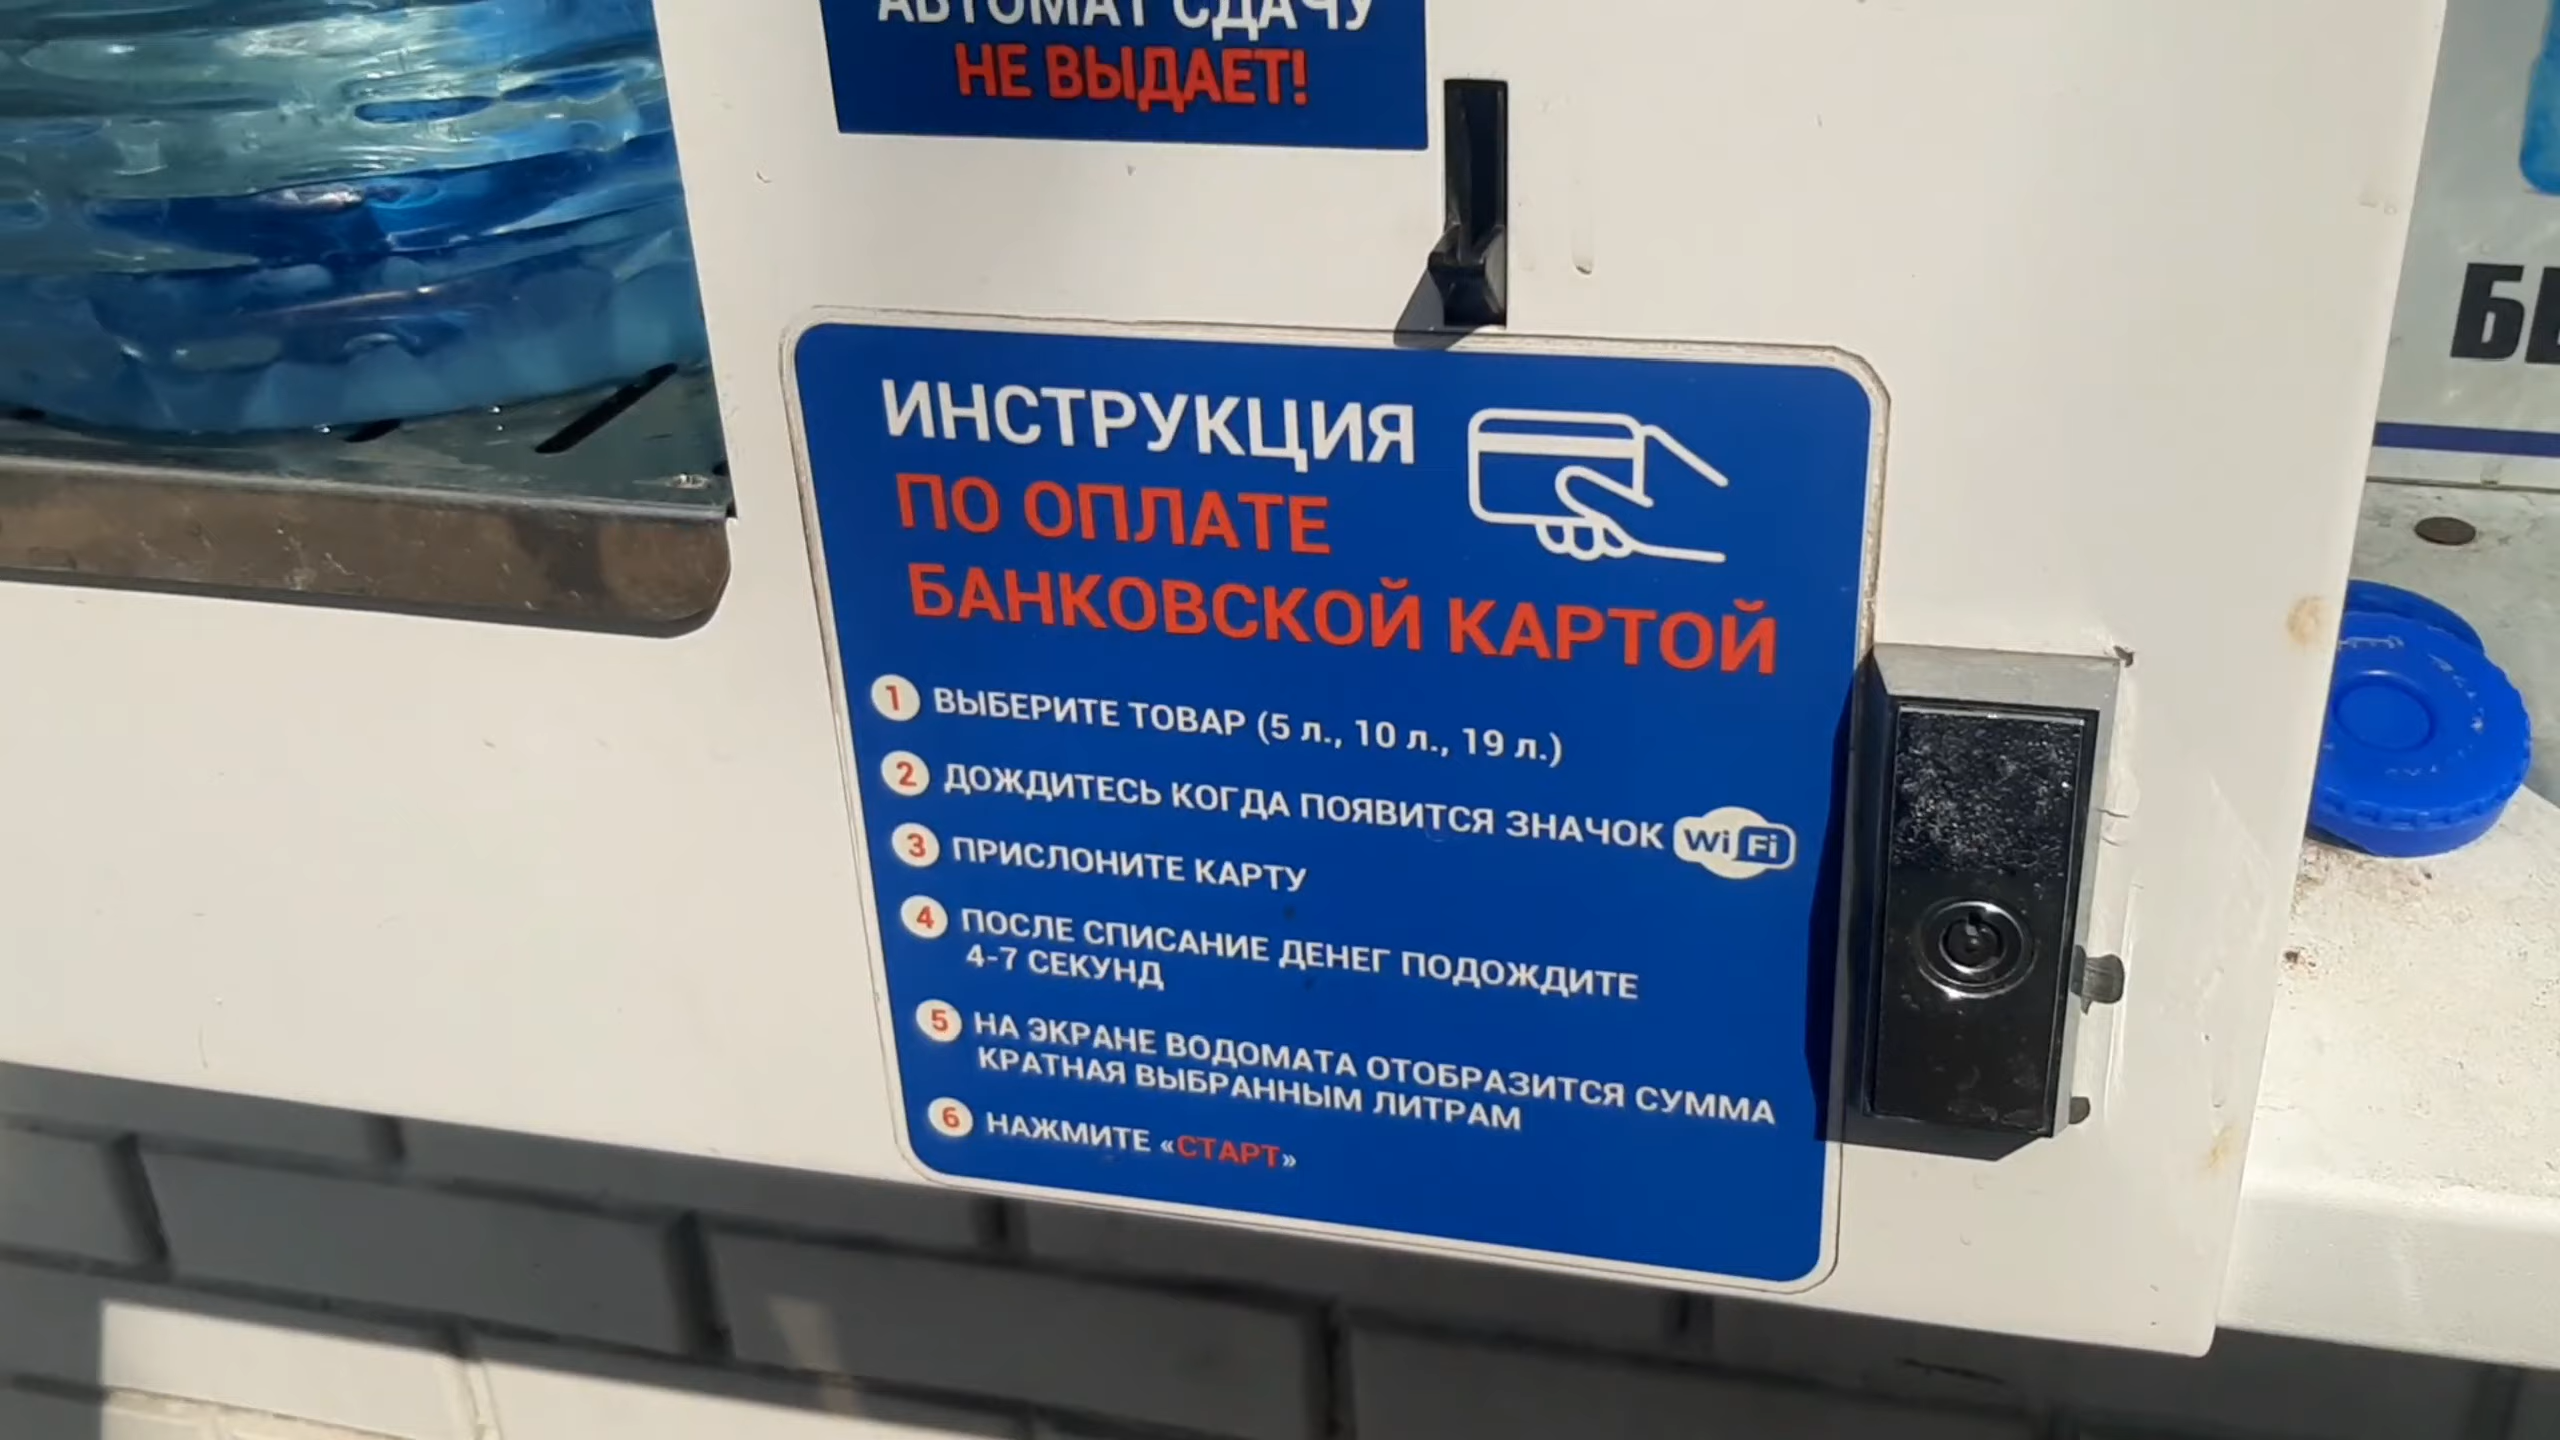 АВТОМАТ СДАЧУ
НЕ ВЫДАЕТ!
ИНСТРУКЦИЯ
ПО ОПЛАТЕ
БАНКОВСКОЙ КАРТОЙ
1 ВЫБЕРИТЕ ТОВАР (5 л., 10 л., 19 л.)
2 ДОЖДИТЕСЬ КОГДА ПОЯВИТСЯ ЗНАЧОК WiFi
3 ПРИСЛОНИТЕ КАРТУ
4 ПОСЛЕ СПИСАНИЕ ДЕНЕГ ПОДОЖДИТЕ
4-7 СЕКУНД
5 НА ЭКРАНЕ ВОДОМАТА ОТОБРАЗИТСЯ СУММА
КРАТНАЯ ВЫБРАННЫМ ЛИТРАМ
6 НАЖМИТЕ «СТАРТ»